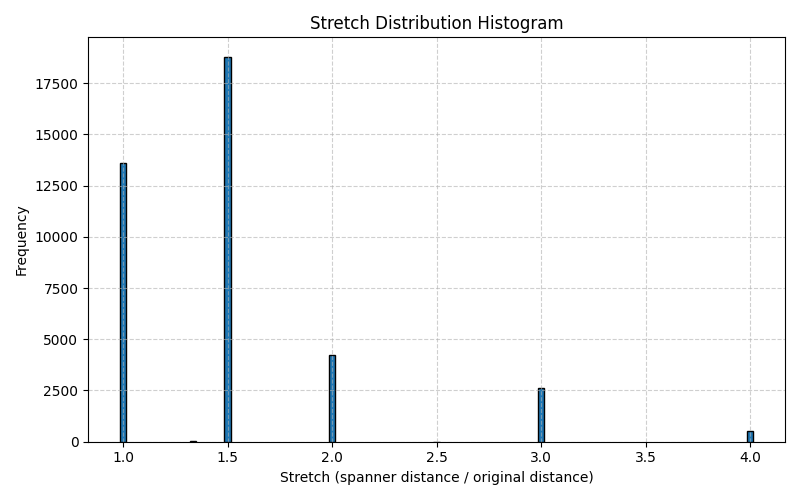 Stretch Distribution Histogram
Frequency
17500
15000
12500
10000
7500
5000
2500
0
1.0 1.5 2.0 2.5 3.0 3.5 4.0
Stretch (spanner distance / original distance)